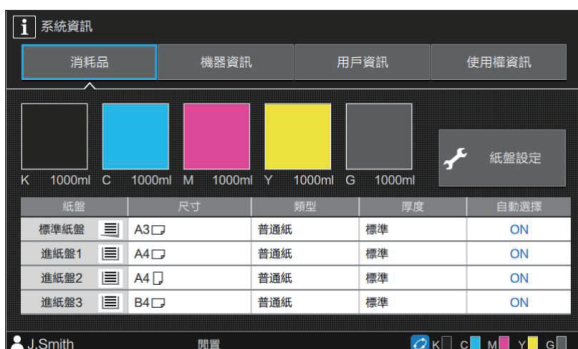 系統資訊
消耗品 機器資訊 用戶資訊 使用權資訊
K 1000ml C 1000ml M 1000ml Y 1000ml G 1000ml
紙盤設定
紙盤 尺寸 類型 厚度 自動選擇
標準紙盤 A3 普通紙 標準 ON
進紙盤1 A4 普通紙 標準 ON
進紙盤2 A4 普通紙 標準 ON
進紙盤3 B4 普通紙 標準 ON
J.Smith 閒置 K C M Y G